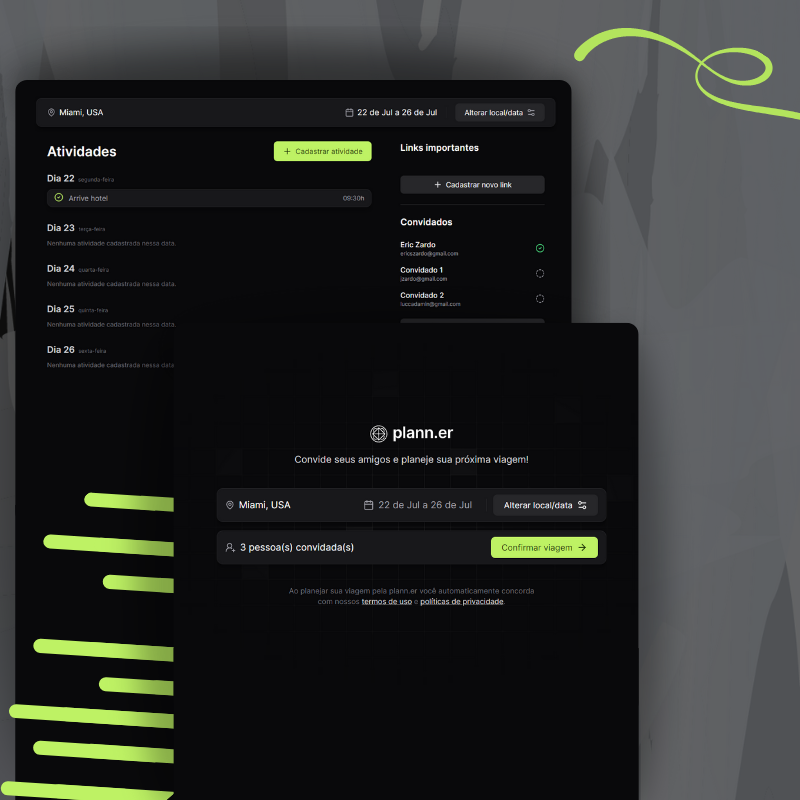 Miami, USA
22 de Jul a 26 de Jul
Alterar local/data
Atividades
Cadastrar atividade
Dia 22 segunda-feira
Arrive hotel
09:30h
Dia 23 terça-feira
Nenhuma atividade cadastrada nessa data.
Dia 24 quarta-feira
Nenhuma atividade cadastrada nessa data.
Dia 25 quinta-feira
Nenhuma atividade cadastrada nessa data.
Dia 26 sexta-feira
Nenhuma atividade cadastrada nessa data
Links importantes
Cadastrar novo link
Convidados
Eric Zardo
ericszardo@gmail.com
Convidado 1
jzardo@gmail.com
Convidado 2
luccadamin@gmail.com
plann.er
Convide seus amigos e planeje sua próxima viagem!
Miami, USA
22 de Jul a 26 de Jul
Alterar local/data
3 pessoa(s) convidada(s)
Confirmar viagem
Ao planejar sua viagem pela plann.er você automaticamente concorda
com nossos termos de uso e políticas de privacidade.